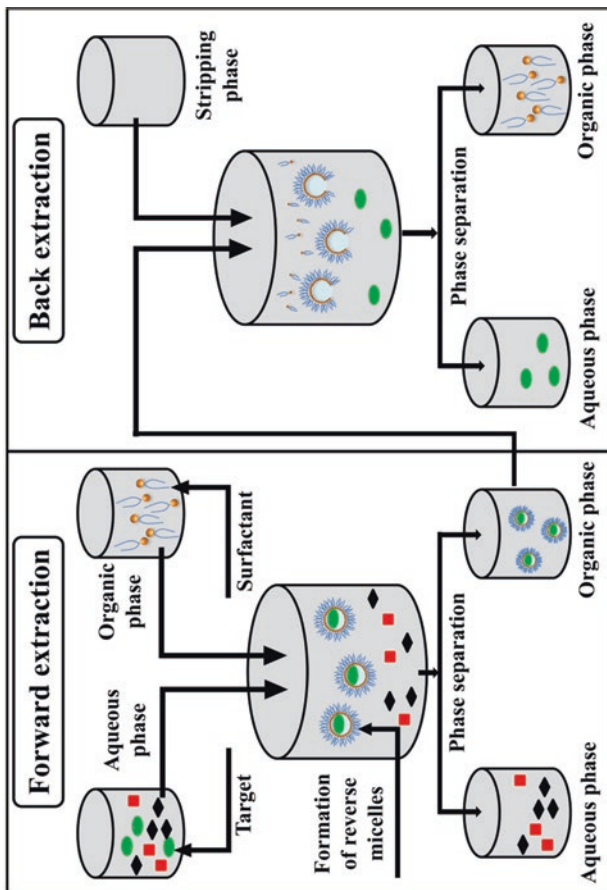 Forward extraction
Aqueous
phase
Organic
phase
Target
Surfactant
Formation
of reverse
micelles
Phase separation
Aqueous phase
Organic phase
Back extraction
Stripping
phase
Phase separation
Aqueous phase
Organic phase